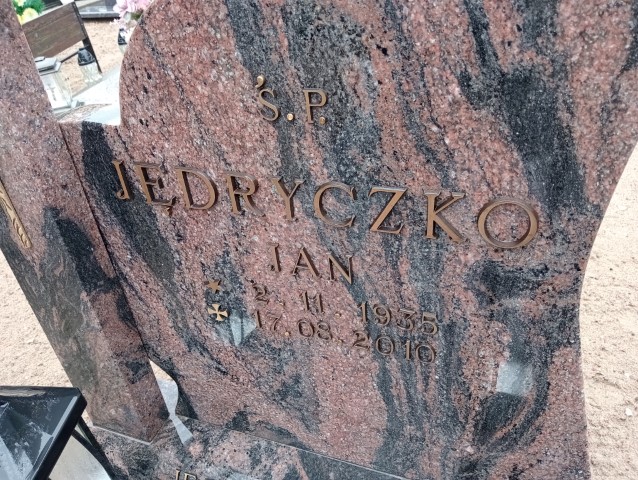 Ś.P.
JĘDRYCZKO
JAN
2.11.1935
17.08.2010